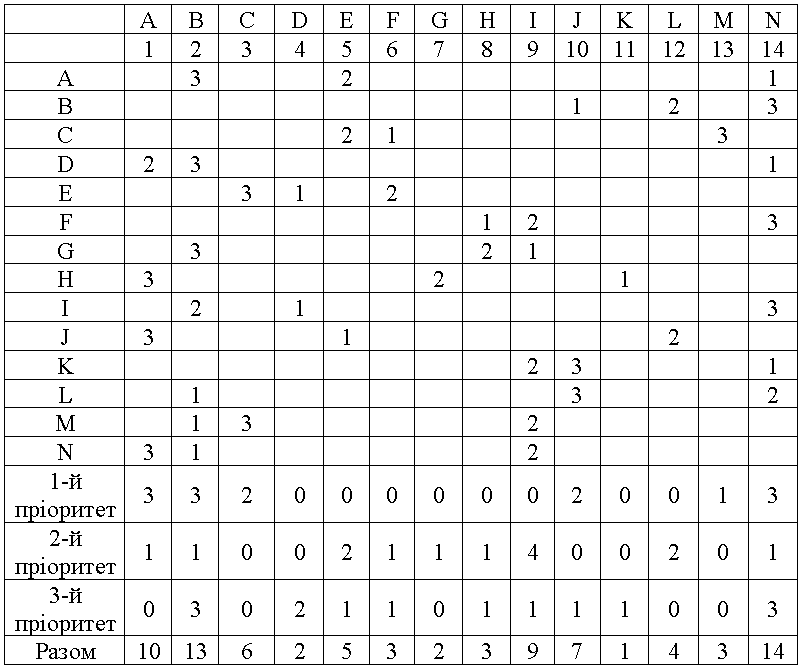 A B C D E F G H I J K L M N
1 2 3 4 5 6 7 8 9 10 11 12 13 14
A 3 2 1
B 1 2 3
C 2 1 3
D 2 3 1
E 3 1 2
F 1 2 3
G 3 2 1
H 3 2 1
I 2 1 3
J 3 1 2
K 2 3 1
L 1 3 2
M 1 3 2
N 3 1 2
1-й
пріоритет 3 3 2 0 0 0 0 0 0 2 0 0 1 3
2-й
пріоритет 1 1 0 0 2 1 1 1 4 0 0 2 0 1
3-й
пріоритет 0 3 0 2 1 1 0 1 1 1 1 0 0 3
Разом 10 13 6 2 5 3 2 3 9 7 1 4 3 14